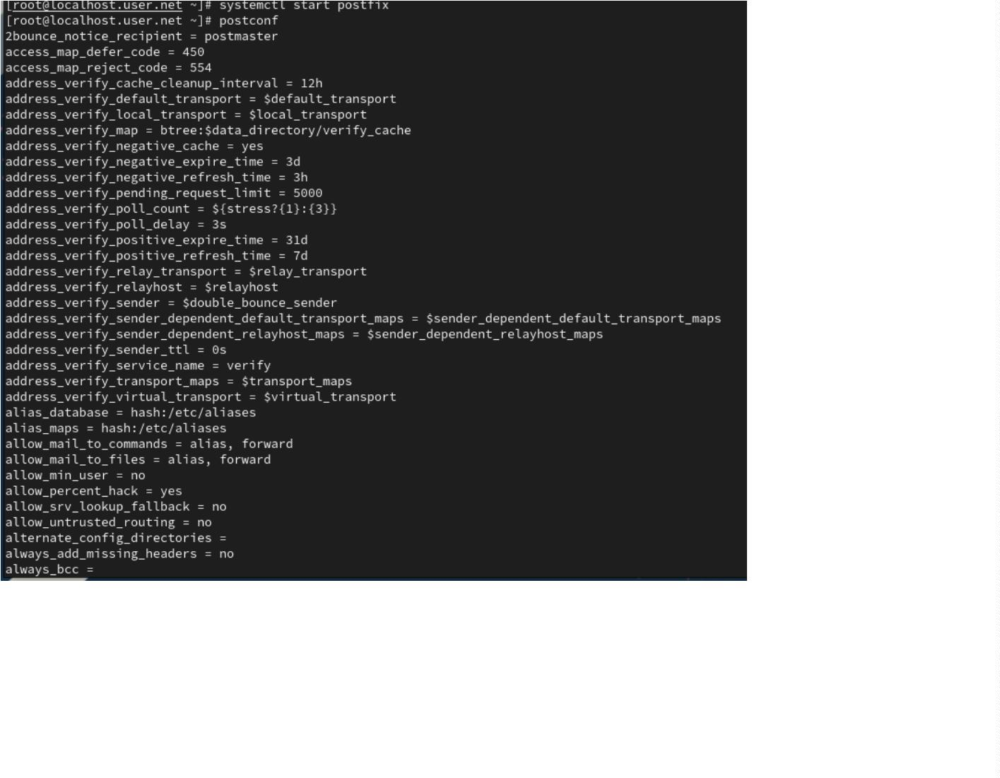 [root@localhost.user.net ~]# systemctl start postfix
[root@localhost.user.net ~]# postconf
2bounce_notice_recipient = postmaster
access_map_defer_code = 450
access_map_reject_code = 554
address_verify_cache_cleanup_interval = 12h
address_verify_default_transport = $default_transport
address_verify_local_transport = $local_transport
address_verify_map = btree:$data_directory/verify_cache
address_verify_negative_cache = yes
address_verify_negative_expire_time = 3d
address_verify_negative_refresh_time = 3h
address_verify_pending_request_limit = 5000
address_verify_poll_count = ${stress?{1}:{3}}
address_verify_poll_delay = 3s
address_verify_positive_expire_time = 31d
address_verify_positive_refresh_time = 7d
address_verify_relay_transport = $relay_transport
address_verify_relayhost = $relayhost
address_verify_sender = $double_bounce_sender
address_verify_sender_dependent_default_transport_maps = $sender_dependent_default_transport_maps
address_verify_sender_dependent_relayhost_maps = $sender_dependent_relayhost_maps
address_verify_sender_ttl = 0s
address_verify_service_name = verify
address_verify_transport_maps = $transport_maps
address_verify_virtual_transport = $virtual_transport
alias_database = hash:/etc/aliases
alias_maps = hash:/etc/aliases
allow_mail_to_commands = alias, forward
allow_mail_to_files = alias, forward
allow_min_user = no
allow_percent_hack = yes
allow_srv_lookup_fallback = no
allow_untrusted_routing = no
alternate_config_directories =
always_add_missing_headers = no
always_bcc =